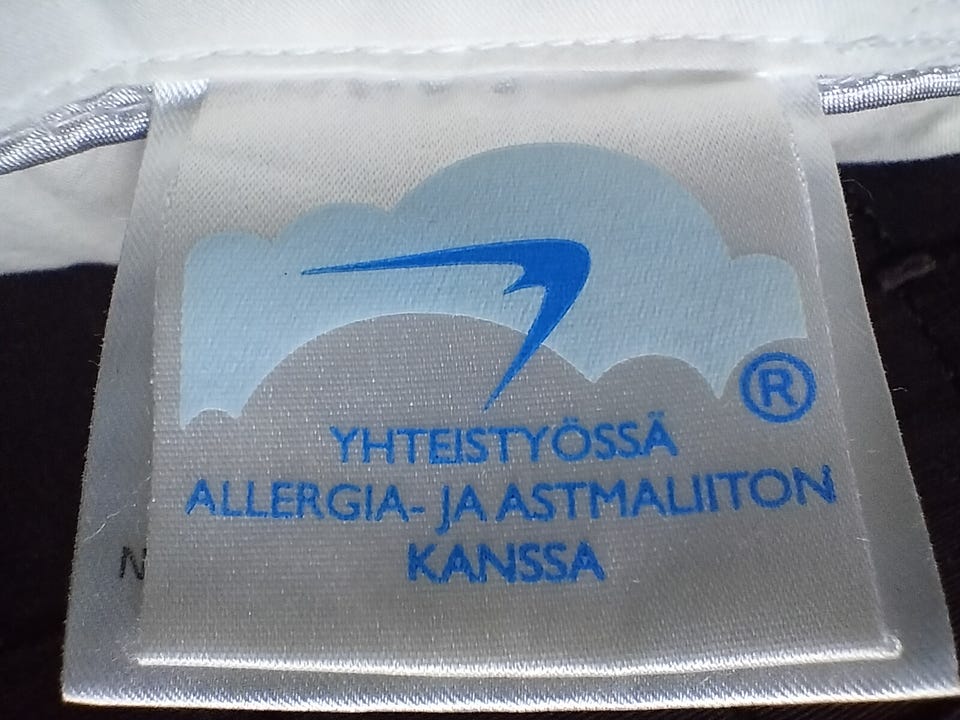 ®
YHTEISTYÖSSÄ
ALLERGIA- JA ASTMALIITON
KANSSA
N